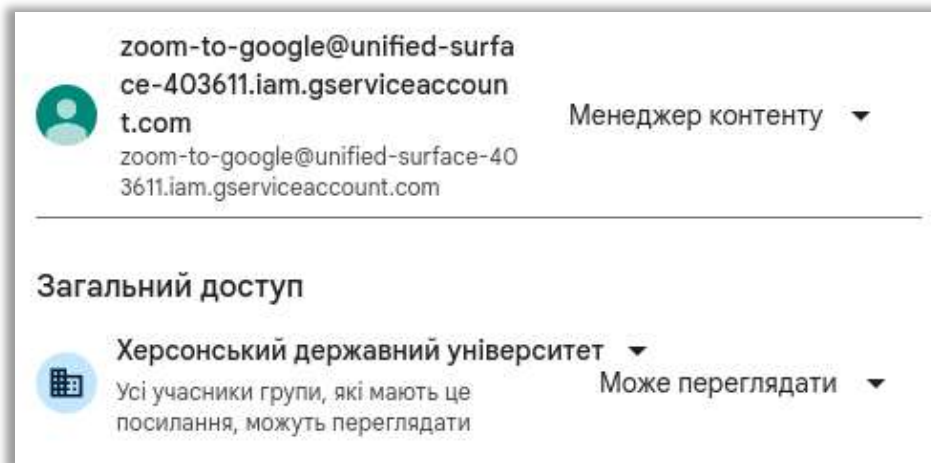 zoom-to-google@unified-surfa
ce-403611.iam.gserviceaccoun
t.com
Менеджер контенту
zoom-to-google@unified-surface-40
3611.iam.gserviceaccount.com
Загальний доступ
Херсонський державний університет
Усі учасники групи, які мають це
посилання, можуть переглядати
Може переглядати